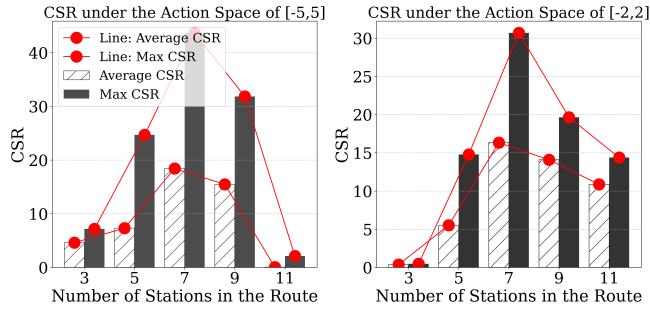 CSR under the Action Space of [-5,5]
Line: Average CSR
Line: Max CSR
Average CSR
Max CSR
CSR
40
30
20
10
0
3 5 7 9 11
Number of Stations in the Route
CSR under the Action Space of [-2,2]
CSR
30
25
20
15
10
5
0
3 5 7 9 11
Number of Stations in the Route